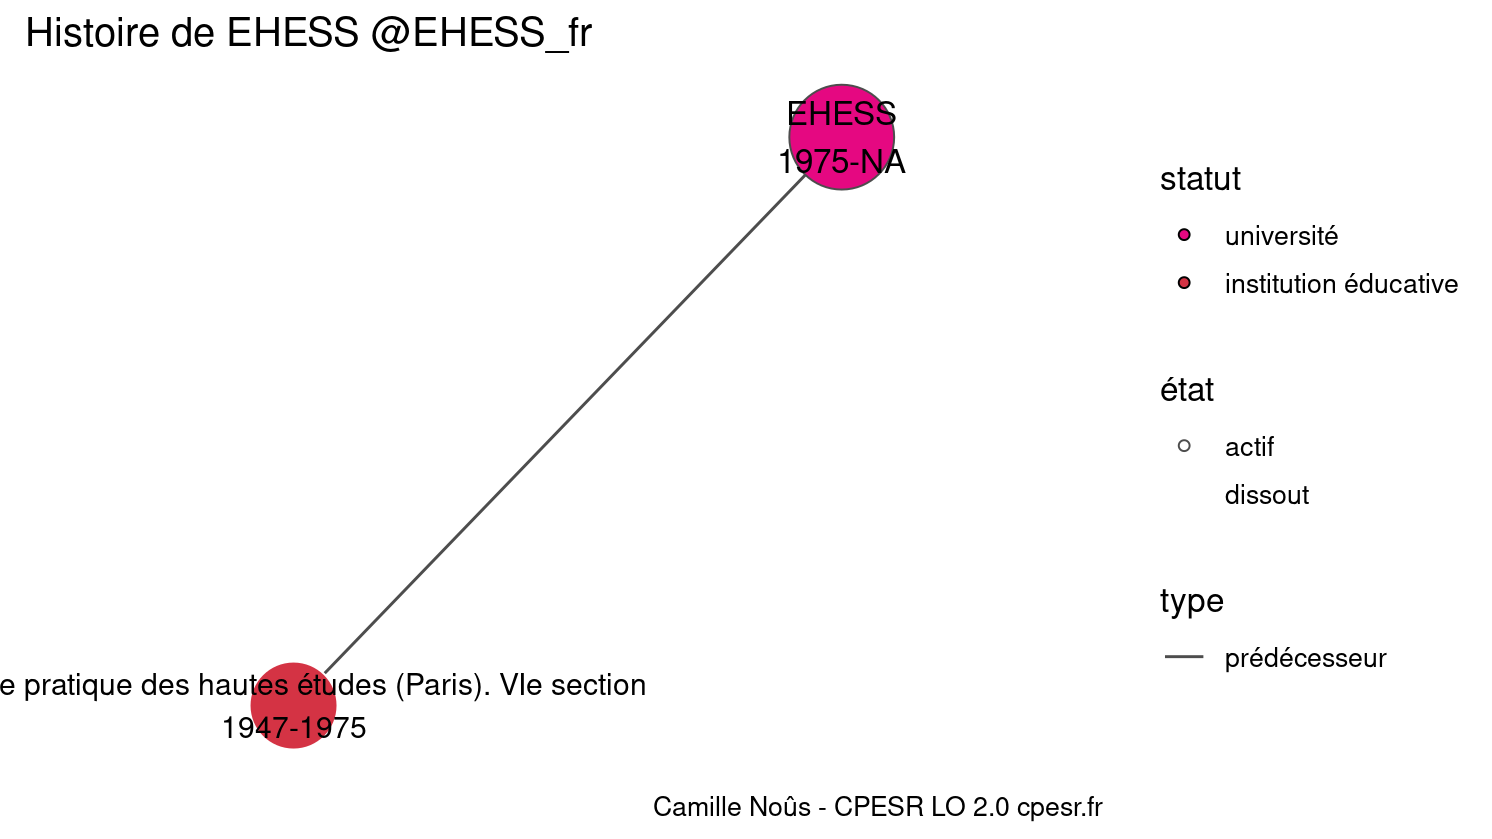 Histoire de EHESS @EHESS_fr
EHESS
1975-NA
statut
université
institution éducative
état
actif
dissout
type
prédécesseur
e pratique des hautes études (Paris). VIe section
1947-1975
Camille Noûs - CPESR LO 2.0 cpesr.fr